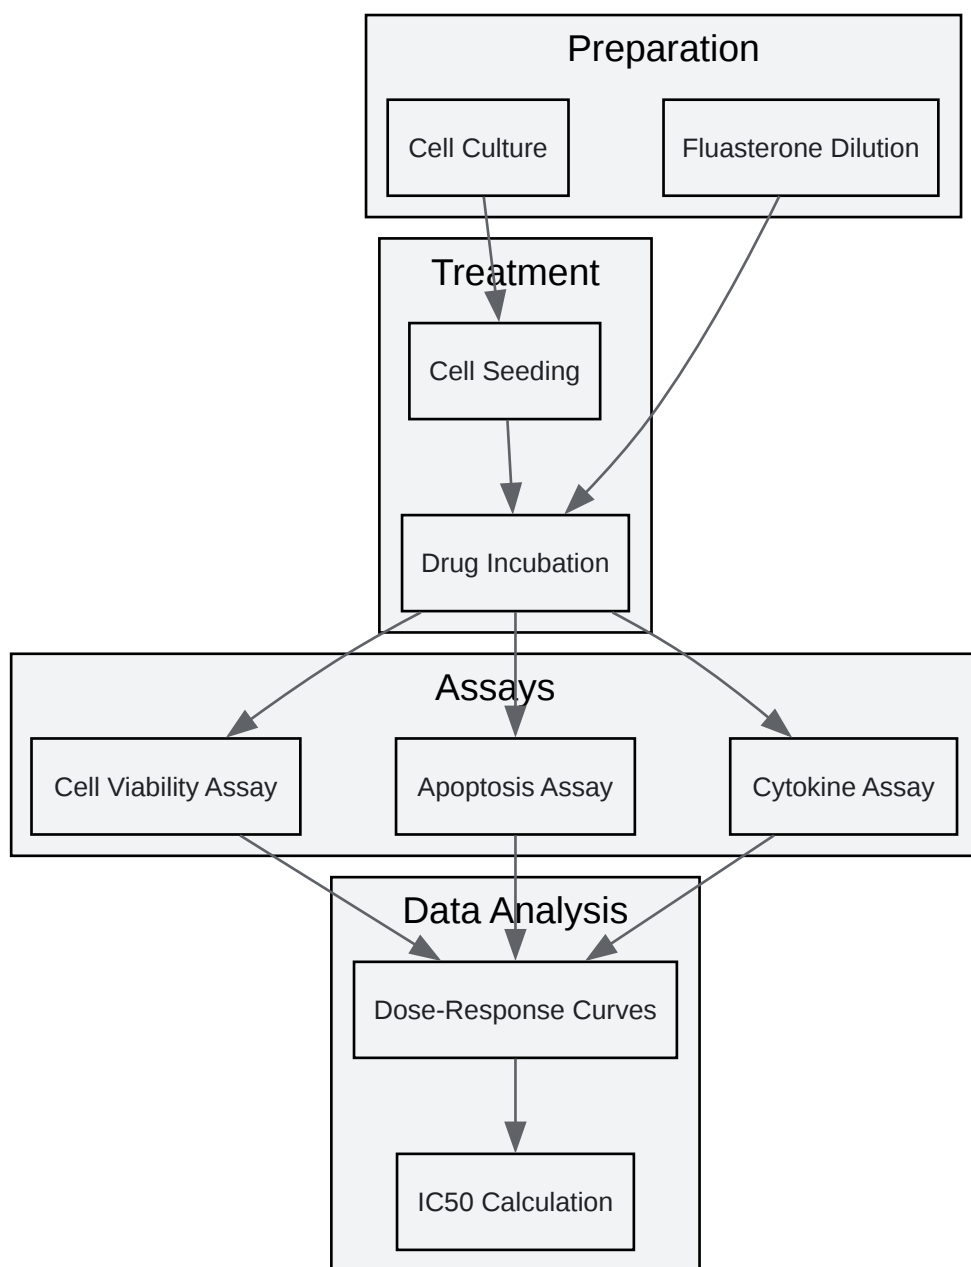 Preparation
Cell Culture
Fluasterone Dilution
Treatment
Cell Seeding
Drug Incubation
Assays
Cell Viability Assay
Apoptosis Assay
Cytokine Assay
Data Analysis
Dose-Response Curves
IC50 Calculation